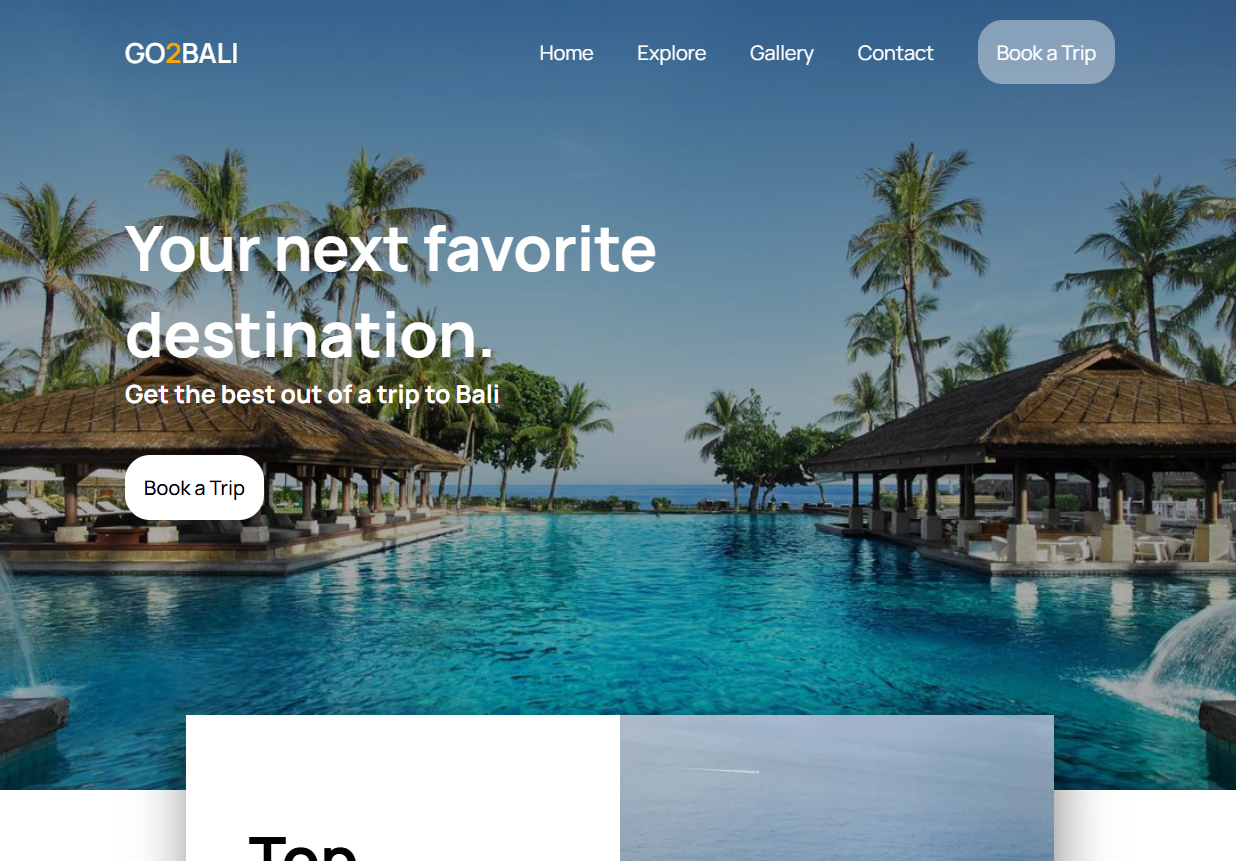 GO2BALI
Home
Explore
Gallery
Contact
Book a Trip
Your next favorite
destination.
Get the best out of a trip to Bali
Book a Trip
Top